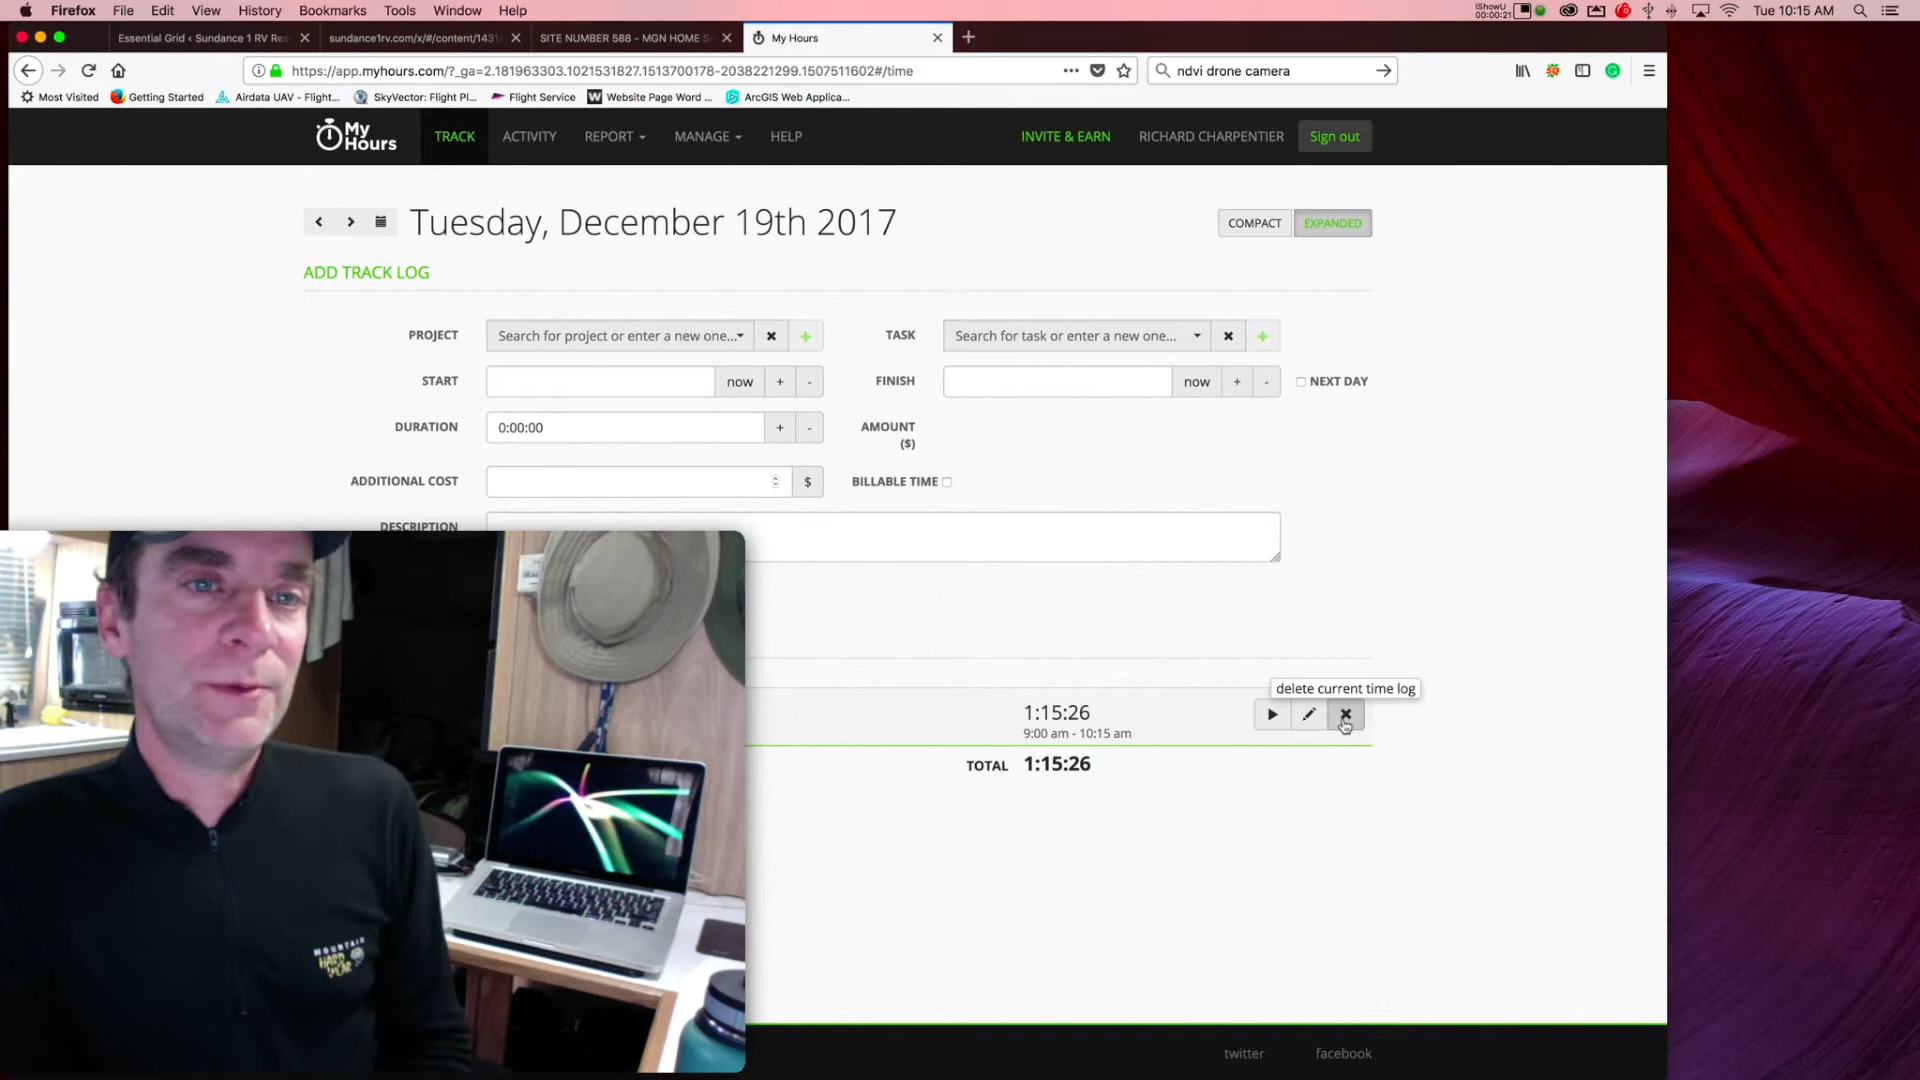 Firefox File Edit View History Bookmarks Tools Window Help
iShowU
00:00:21
Tue 10:15 AM
Essential Grid ‹ Sundance 1 RV Res
sundance1rv.com/x/#/content/1431
SITE NUMBER 588 - MGN HOME S
My Hours
https://app.myhours.com/?_ga=2.181963303.1021531827.1513700178-2038221299.1507511602#/time
ndvi drone camera
Most Visited Getting Started Airdata UAV - Flight... SkyVector: Flight Pl... Flight Service Website Page Word ... ArcGIS Web Applica...
My Hours
TRACK ACTIVITY REPORT MANAGE HELP
INVITE & EARN RICHARD CHARPENTIER Sign out
Tuesday, December 19th 2017
COMPACT EXPANDED
ADD TRACK LOG
PROJECT Search for project or enter a new one...
TASK Search for task or enter a new one...
START now + -
FINISH now + - NEXT DAY
DURATION 0:00:00 + -
AMOUNT
($)
ADDITIONAL COST $
BILLABLE TIME
DESCRIPTION
delete current time log
1:15:26
9:00 am - 10:15 am
TOTAL 1:15:26
MOUNTAIN
HARD
WEAR
twitter facebook